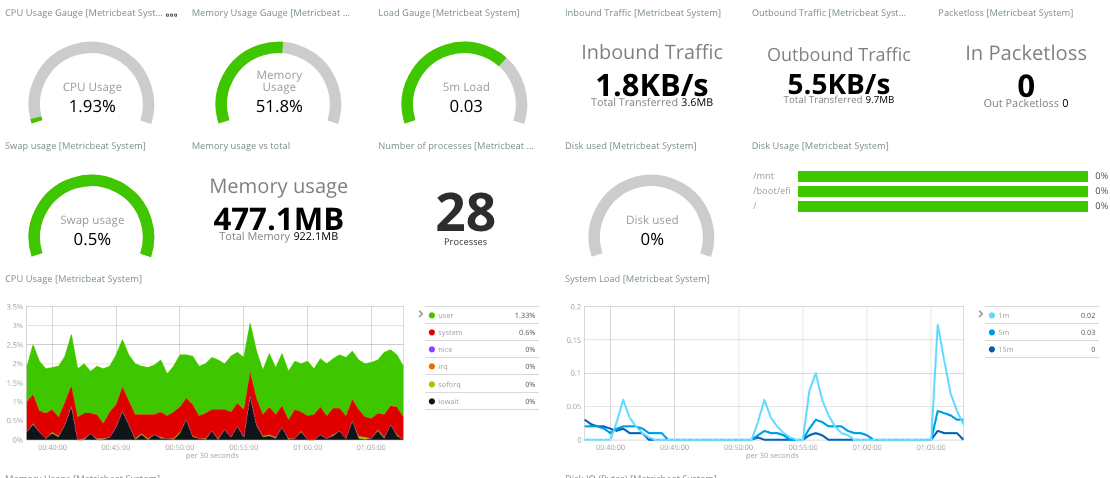 CPU Usage Gauge [Metricbeat Syst...
Memory Usage Gauge [Metricbeat ...
Load Gauge [Metricbeat System]
Inbound Traffic [Metricbeat System]
Outbound Traffic [Metricbeat Syst...
Packetloss [Metricbeat System]
CPU Usage
1.93%
Memory
Usage
51.8%
5m Load
0.03
Inbound Traffic
1.8KB/s
Total Transferred 3.6MB
Outbound Traffic
5.5KB/s
Total Transferred 9.7MB
In Packetloss
0
Out Packetloss 0
Swap usage [Metricbeat System]
Memory usage vs total
Number of processes [Metricbeat ...
Disk used [Metricbeat System]
Disk Usage [Metricbeat System]
Swap usage
0.5%
Memory usage
477.1MB
Total Memory 922.1MB
28
Processes
Disk used
0%
/mnt 0%
/boot/efi 0%
/ 0%
CPU Usage [Metricbeat System]
3.5%
3%
2.5%
2%
1.5%
1%
0.5%
0%
00:40:00 00:45:00 00:50:00 00:55:00 01:00:00 01:05:00
per 30 seconds
user 1.33%
system 0.6%
nice 0%
irq 0%
softirq 0%
iowait 0%
System Load [Metricbeat System]
0.2
0.15
0.1
0.05
0
00:40:00 00:45:00 00:50:00 00:55:00 01:00:00 01:05:00
per 30 seconds
1m 0.02
5m 0.03
15m 0
Memory Usage [Metricbeat System]
Disk IO (Bytes) [Metricbeat System]